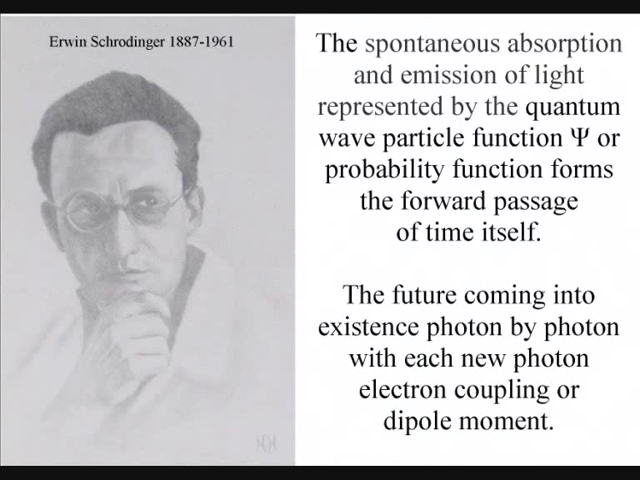 Erwin Schrodinger 1887-1961
The spontaneous absorption
and emission of light
represented by the quantum
wave particle function Ψ or
probability function forms
the forward passage
of time itself.
The future coming into
existence photon by photon
with each new photon
electron coupling or
dipole moment.